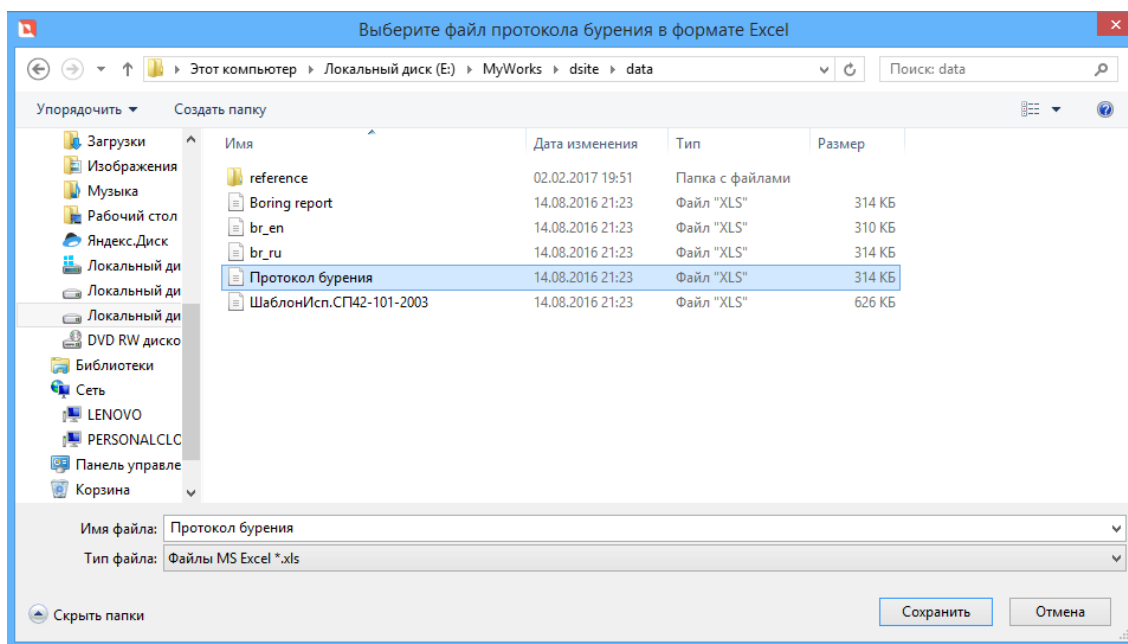 Выберите файл протокола бурения в формате Excel
Этот компьютер Локальный диск (E:) MyWorks dsite data
Поиск: data
Упорядочить Создать папку
Загрузки
Изображения
Музыка
Рабочий стол
Яндекс.Диск
Локальный ди
Локальный ди
Локальный ди
DVD RW диско
Библиотеки
Сеть
LENOVO
PERSONALCLO
Панель управле
Корзина
Имя Дата изменения Тип Размер
reference 02.02.2017 19:51 Папка с файлами
Boring report 14.08.2016 21:23 Файл "XLS" 314 КБ
br_en 14.08.2016 21:23 Файл "XLS" 310 КБ
br_ru 14.08.2016 21:23 Файл "XLS" 314 КБ
Протокол бурения 14.08.2016 21:23 Файл "XLS" 314 КБ
ШаблонИсп.СП42-101-2003 14.08.2016 21:23 Файл "XLS" 626 КБ
Имя файла: Протокол бурения
Тип файла: Файлы MS Excel *.xls
Скрыть папки Сохранить Отмена